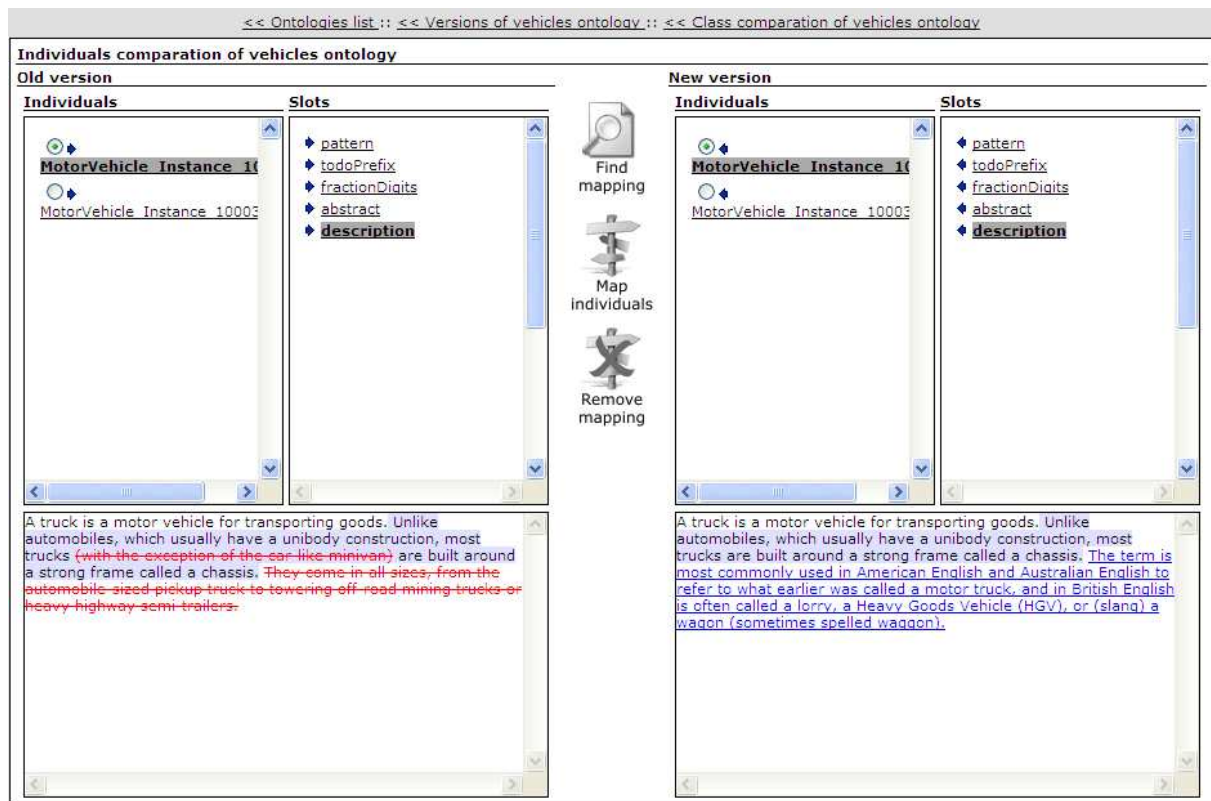 << Ontologies list :: << Versions of vehicles ontology :: << Class comparation of vehicles ontology
Individuals comparation of vehicles ontology
Old version
Individuals
MotorVehicle_Instance_10
MotorVehicle_Instance_10003
Slots
pattern
todoPrefix
fractionDigits
abstract
description
Find
mapping
Map
individuals
Remove
mapping
New version
Individuals
MotorVehicle_Instance_10
MotorVehicle_Instance_10003
Slots
pattern
todoPrefix
fractionDigits
abstract
description
A truck is a motor vehicle for transporting goods. Unlike
automobiles, which usually have a unibody construction, most
trucks (with the exception of the car-like minivan) are built around
a strong frame called a chassis. They come in all sizes, from the
automobile-sized pickup truck to towering off-road mining trucks or
heavy highway semi-trailers.
A truck is a motor vehicle for transporting goods. Unlike
automobiles, which usually have a unibody construction, most
trucks are built around a strong frame called a chassis. The term is
most commonly used in American English and Australian English to
refer to what earlier was called a motor truck, and in British English
is often called a lorry, a Heavy Goods Vehicle (HGV), or (slang) a
wagon (sometimes spelled waggon).